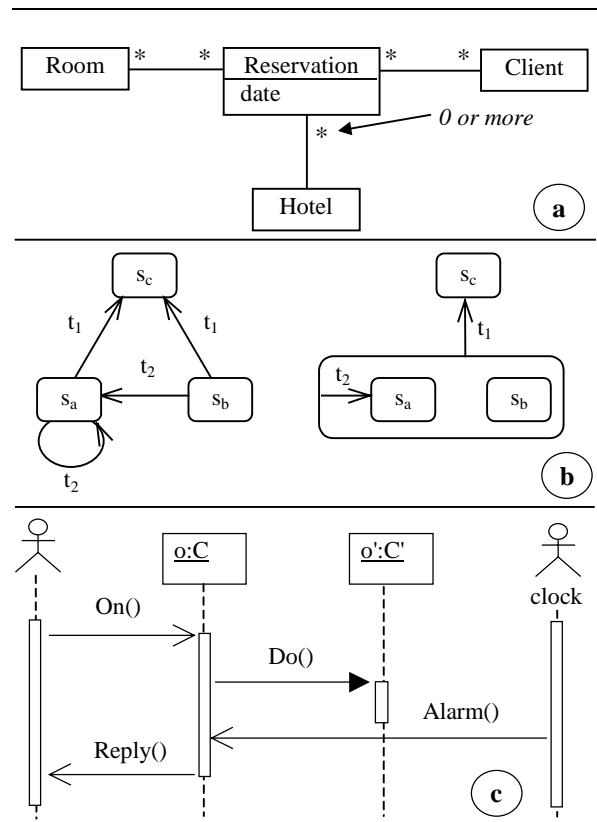 Room * * Reservation * * Client
date
* 0 or more
Hotel
a
s_c s_c
t_1 t_1 t_1
t_2 t_2
s_a s_b s_a s_b
t_2
b
o:C o':C'
clock
On()
Do()
Alarm()
Reply()
c